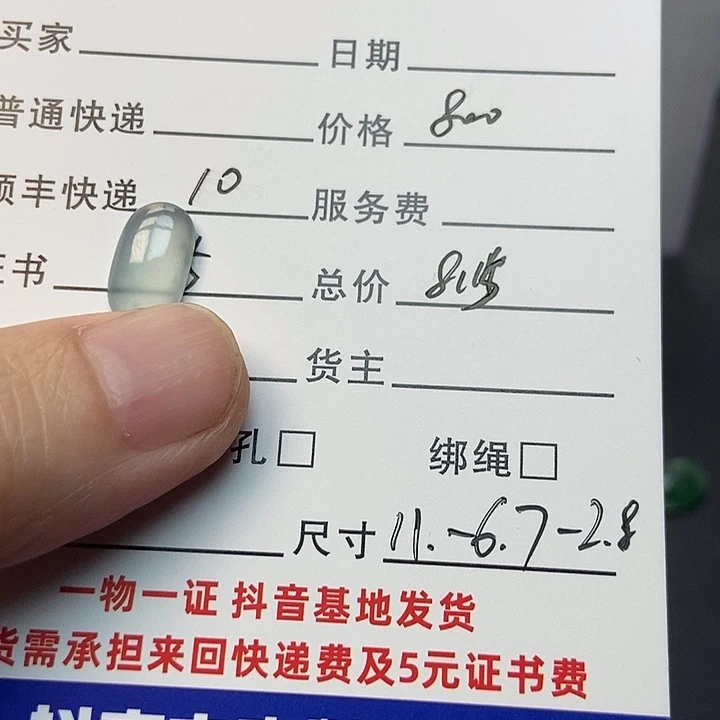 买家 日期
普通快递 价格 800
顺丰快递 10 服务费
证书 5 总价 815
货主
孔□ 绑绳□
尺寸 11.-6.7-2.8
一物一证 抖音基地发货
货需承担来回快递费及5元证书费